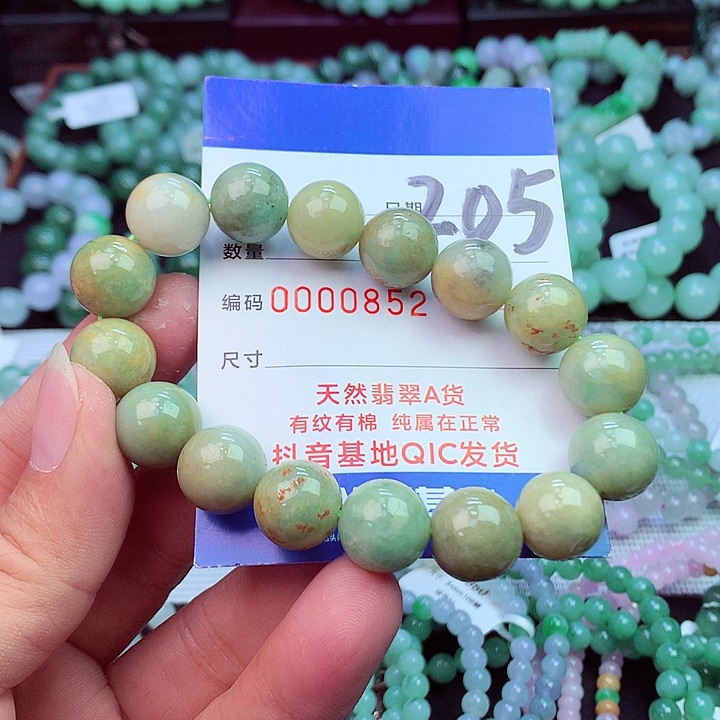 日期
205
数量
编码 0000852
尺寸
天然翡翠A货
有纹有棉 纯属在正常
抖音基地QIC发货